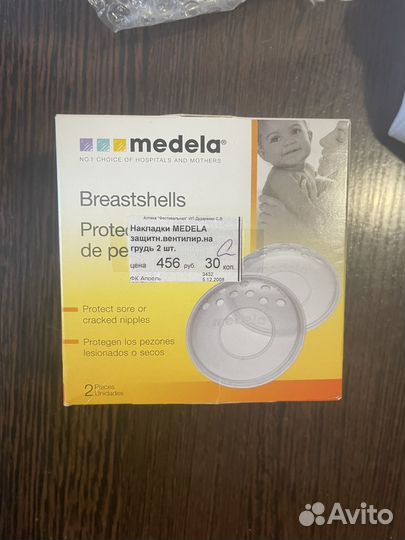 medela®
NO.1 CHOICE OF HOSPITALS AND MOTHERS
Breastshells
Protec
de pe
Аптека "Фестивальная" ИП
Накладки MEDELA
защитн.вентилир.на
грудь 2 шт.
цена 456 руб. 30 коп.
3432
ФК Апрель 5.12.2008
medela
Protect sore or
cracked nipples
Protegen los pezones
lesionados o secos
2 Pieces
Unidades
Avito